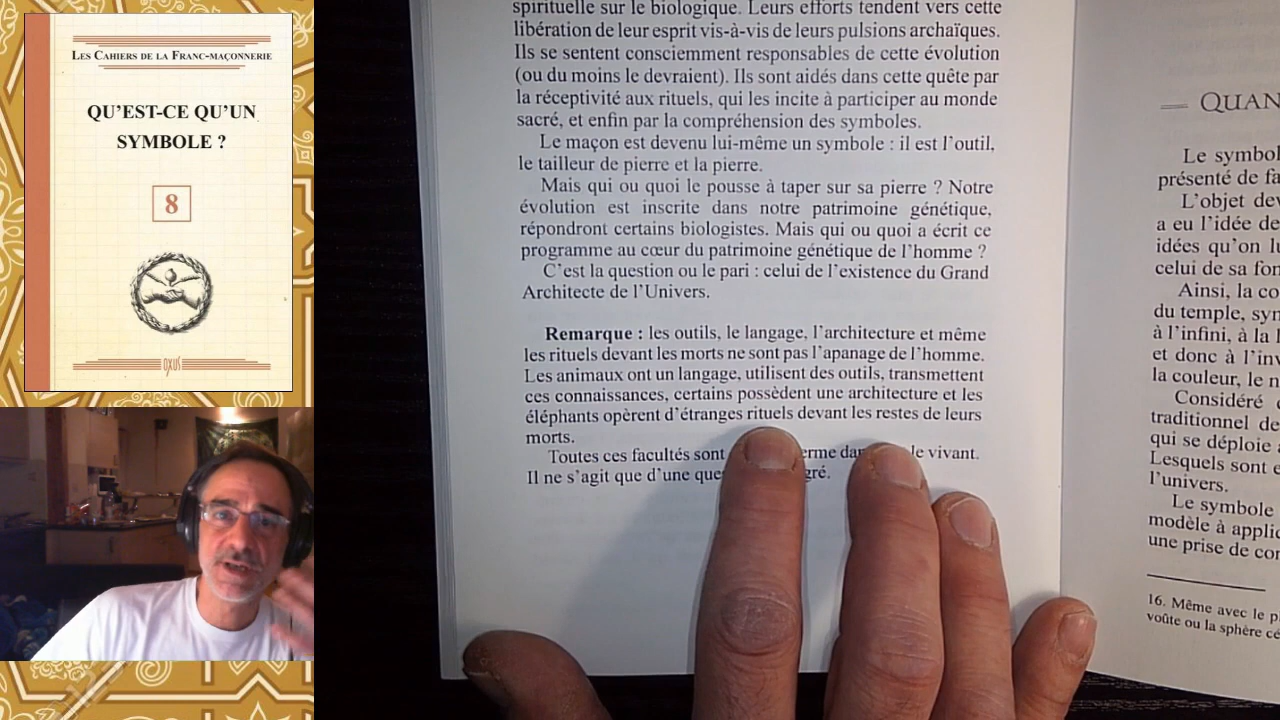 LES CAHIERS DE LA FRANC-MAÇONNERIE
QU'EST-CE QU'UN
SYMBOLE ?
8
OXUS
spirituelle sur le biologique. Leurs efforts tendent vers cette
libération de leur esprit vis-à-vis de leurs pulsions archaïques.
Ils se sentent consciemment responsables de cette évolution
(ou du moins le devraient). Ils sont aidés dans cette quête par
la réceptivité aux rituels, qui les incite à participer au monde
sacré, et enfin par la compréhension des symboles.
Le maçon est devenu lui-même un symbole : il est l'outil,
le tailleur de pierre et la pierre.
Mais qui ou quoi le pousse à taper sur sa pierre ? Notre
évolution est inscrite dans notre patrimoine génétique,
répondront certains biologistes. Mais qui ou quoi a écrit ce
programme au cœur du patrimoine génétique de l'homme ?
C'est la question ou le pari : celui de l'existence du Grand
Architecte de l'Univers.
Remarque : les outils, le langage, l'architecture et même
les rituels devant les morts ne sont pas l'apanage de l'homme.
Les animaux ont un langage, utilisent des outils, transmettent
ces connaissances, certains possèdent une architecture et les
éléphants opèrent d'étranges rituels devant les restes de leurs
morts.
Toutes ces facultés sont le vivant.
Il ne s'agit que d'une
QUAN
Le symbol
présenté de fa
L'objet dev
a eu l'idée de
idées qu'on l
celui de sa fon
Ainsi, la co
du temple, syn
à l'infini, à la l
et donc à l'inv
la couleur, le n
Considéré
traditionnel de
qui se déploie
Lesquels sont e
l'univers.
Le symbole
modèle à applic
une prise de con
16. Même avec le p
voûte ou la sphère cé